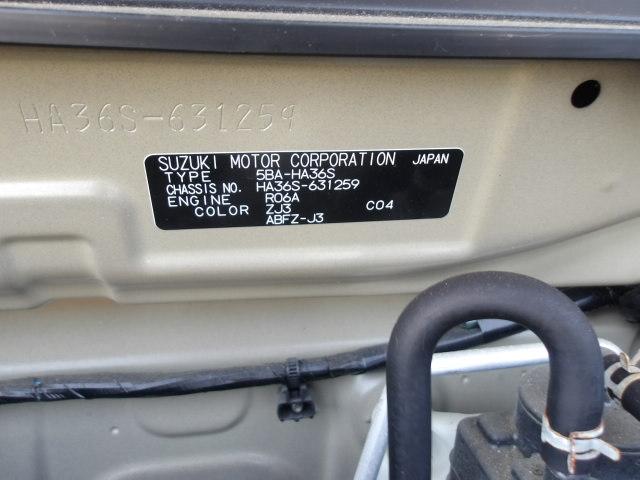 HA36S-631259
SUZUKI MOTOR CORPORATION JAPAN
TYPE 5BA-HA36S
CHASSIS NO. HA36S-631259
ENGINE R06A
COLOR ZJ3 C04
ABFZ-J3